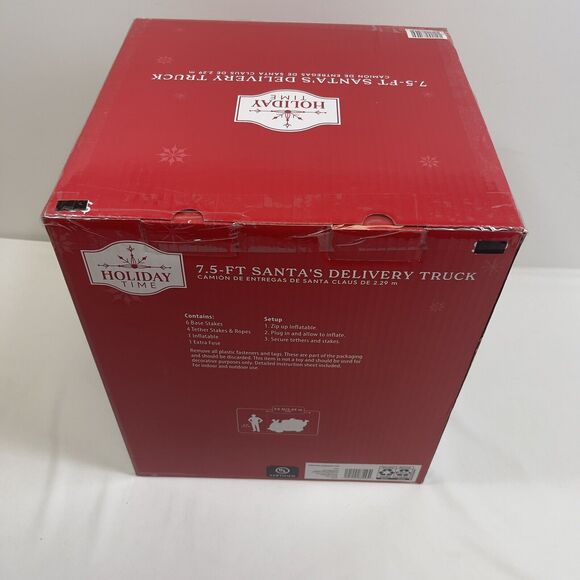 7.5-FT SANTA'S DELIVERY TRUCK
CAMIÓN DE ENTREGAS DE SANTA CLAUS DE 2.29 m
HOLIDAY
TIME
HOLIDAY
TIME
7.5-FT SANTA'S DELIVERY TRUCK
CAMIÓN DE ENTREGAS DE SANTA CLAUS DE 2.29 m
Contains:
6 Base Stakes
4 Tether Stakes & Ropes
1 Inflatable
1 Extra Fuse
Setup
1. Zip up inflatable.
2. Plug in and allow to inflate.
3. Secure tethers and stakes.
Remove all plastic fasteners and tags. These are part of the packaging
and should be discarded. This item is not a toy and should be used for
decorative purposes only. Detailed instruction sheet included.
For indoor and outdoor use.